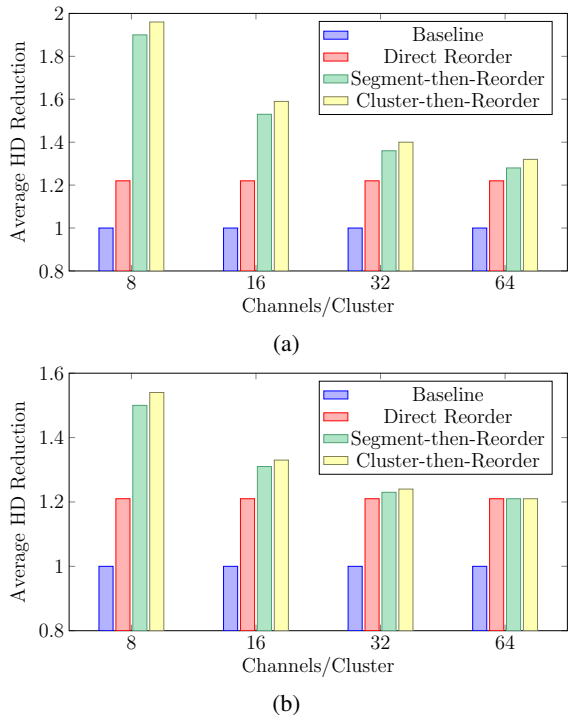 2
1.8
1.6
1.4
1.2
1
0.8
Average HD Reduction
Baseline
Direct Reorder
Segment-then-Reorder
Cluster-then-Reorder
8 16 32 64
Channels/Cluster
(a)
1.6
1.4
1.2
1
0.8
Average HD Reduction
Baseline
Direct Reorder
Segment-then-Reorder
Cluster-then-Reorder
8 16 32 64
Channels/Cluster
(b)